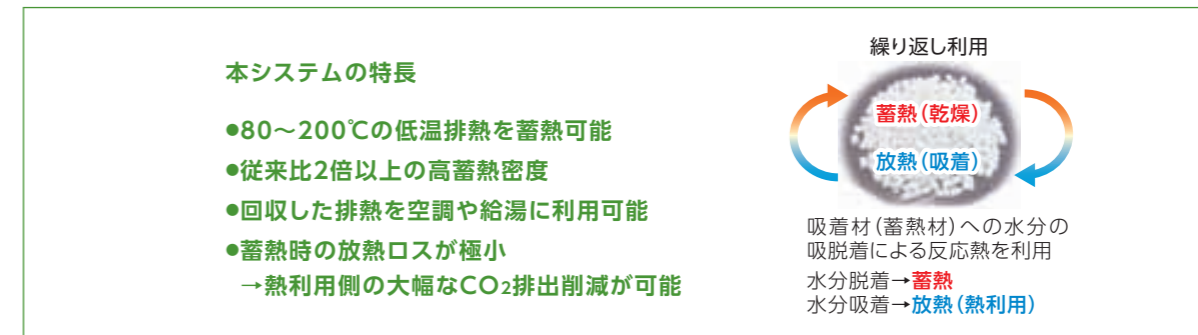 本システムの特長
●80～200℃の低温排熱を蓄熱可能
●従来比2倍以上の高蓄熱密度
●回収した排熱を空調や給湯に利用可能
●蓄熱時の放熱ロスが極小
→熱利用側の大幅なCO2排出削減が可能
繰り返し利用
蓄熱（乾燥）
放熱（吸着）
吸着材（蓄熱材）への水分の
吸脱着による反応熱を利用
水分脱着→蓄熱
水分吸着→放熱（熱利用）